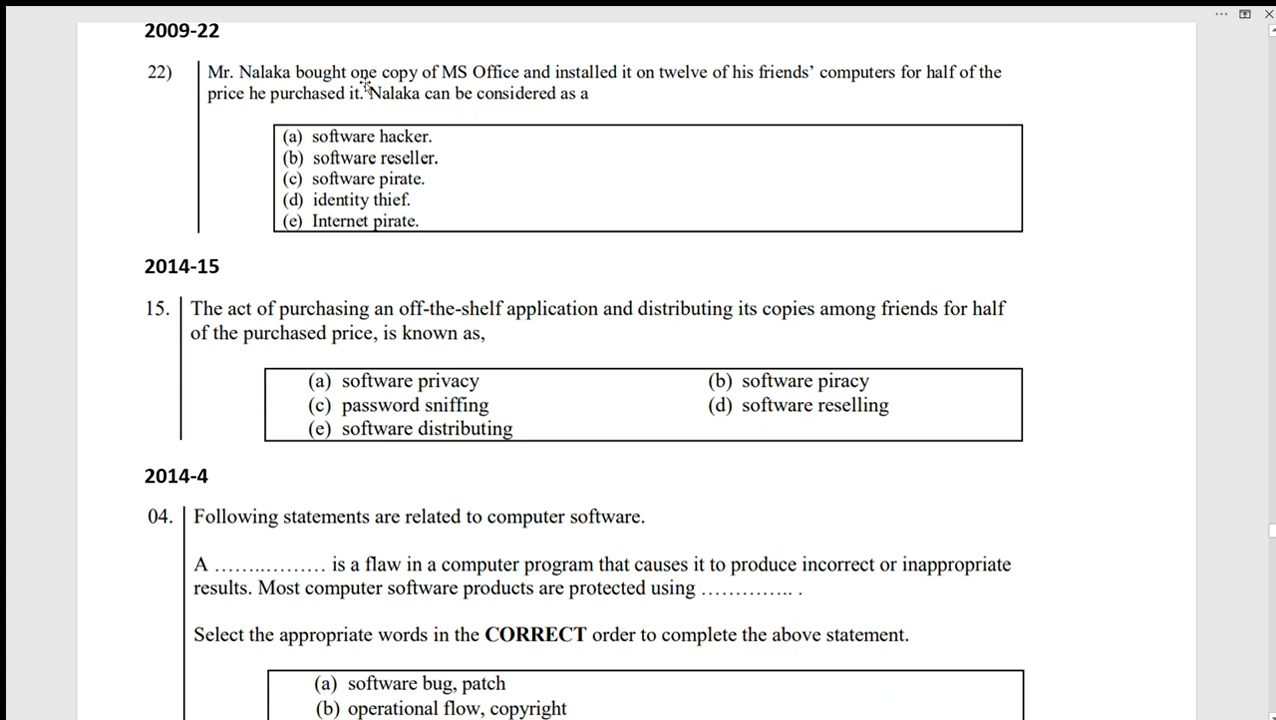 2009-22
22) Mr. Nalaka bought one copy of MS Office and installed it on twelve of his friends’ computers for half of the
price he purchased it. Nalaka can be considered as a
(a) software hacker.
(b) software reseller.
(c) software pirate.
(d) identity thief.
(e) Internet pirate.
2014-15
15. The act of purchasing an off-the-shelf application and distributing its copies among friends for half
of the purchased price, is known as,
(a) software privacy (b) software piracy
(c) password sniffing (d) software reselling
(e) software distributing
2014-4
04. Following statements are related to computer software.
A ……..……… is a flaw in a computer program that causes it to produce incorrect or inappropriate
results. Most computer software products are protected using ………….. .
Select the appropriate words in the CORRECT order to complete the above statement.
(a) software bug, patch
(b) operational flow, copyright